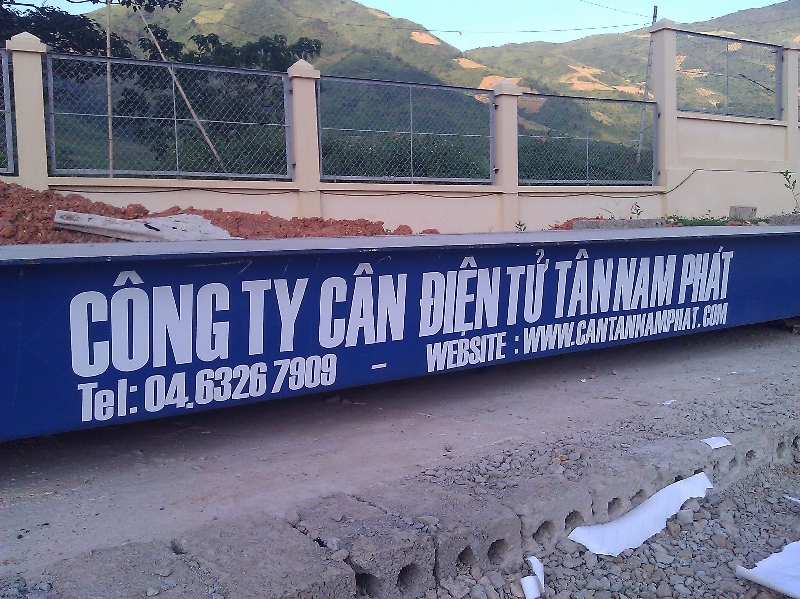 CÔNG TY CÂN ĐIỆN TỬ TÂN NAM PHÁT
Tel: 04.6326 7909 - WEBSITE : WWW.CANTANNAMPHAT.COM